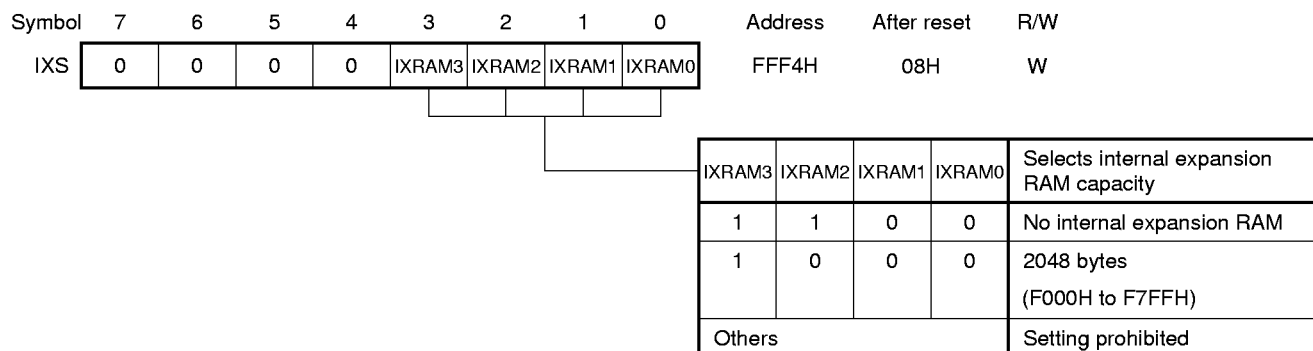 Symbol 7 6 5 4 3 2 1 0 Address After reset R/W
IXS 0 0 0 0 IXRAM3 IXRAM2 IXRAM1 IXRAM0 FFF4H 08H W
IXRAM3 IXRAM2 IXRAM1 IXRAM0 Selects internal expansion
RAM capacity
1 1 0 0 No internal expansion RAM
1 0 0 0 2048 bytes
(F000H to F7FFH)
Others Setting prohibited